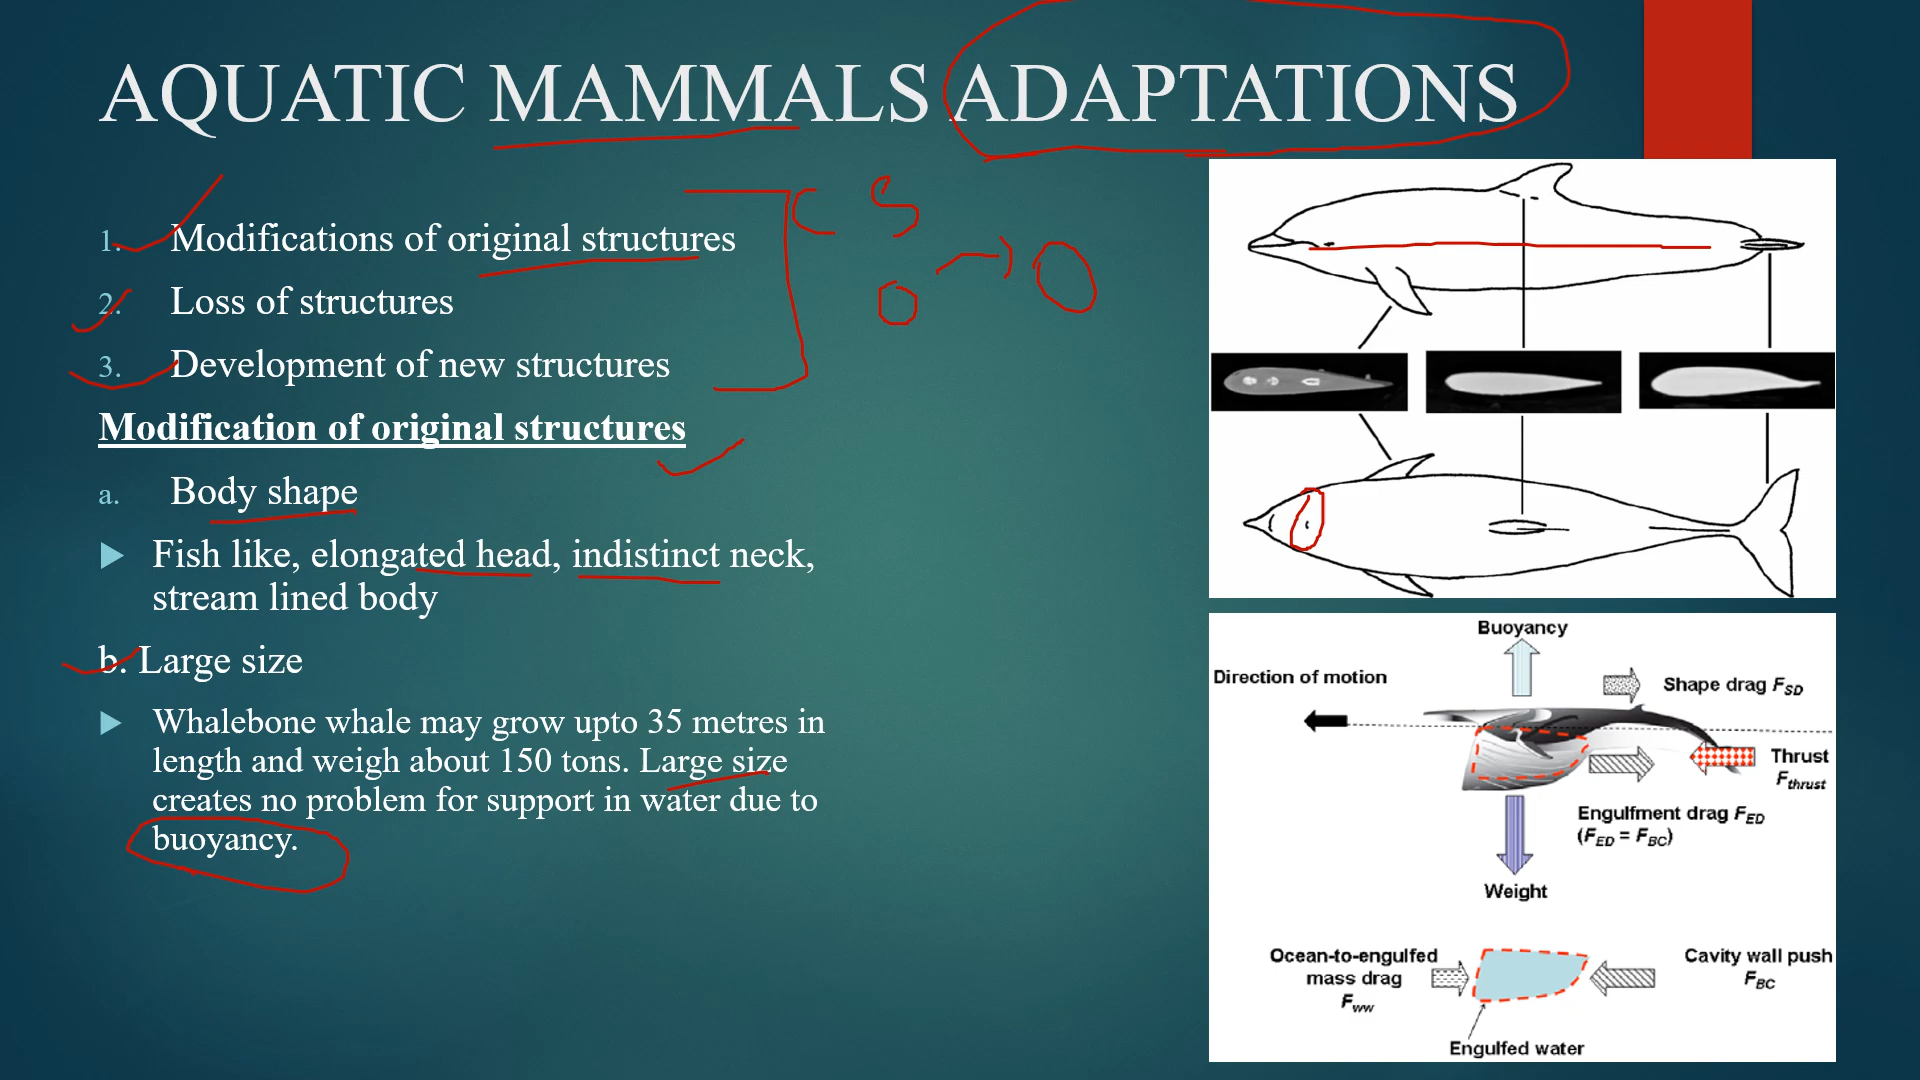 AQUATIC MAMMALS ADAPTATIONS
1. Modifications of original structures
2. Loss of structures
3. Development of new structures
Modification of original structures
a. Body shape
Fish like, elongated head, indistinct neck,
stream lined body
b. Large size
Whalebone whale may grow upto 35 metres in
length and weigh about 150 tons. Large size
creates no problem for support in water due to
buoyancy.
Buoyancy
Direction of motion
Shape drag FSD
Thrust
Fthrust
Engulfment drag FED
(FED = FBC)
Weight
Ocean-to-engulfed
mass drag
Fww
Cavity wall push
FBC
Engulfed water